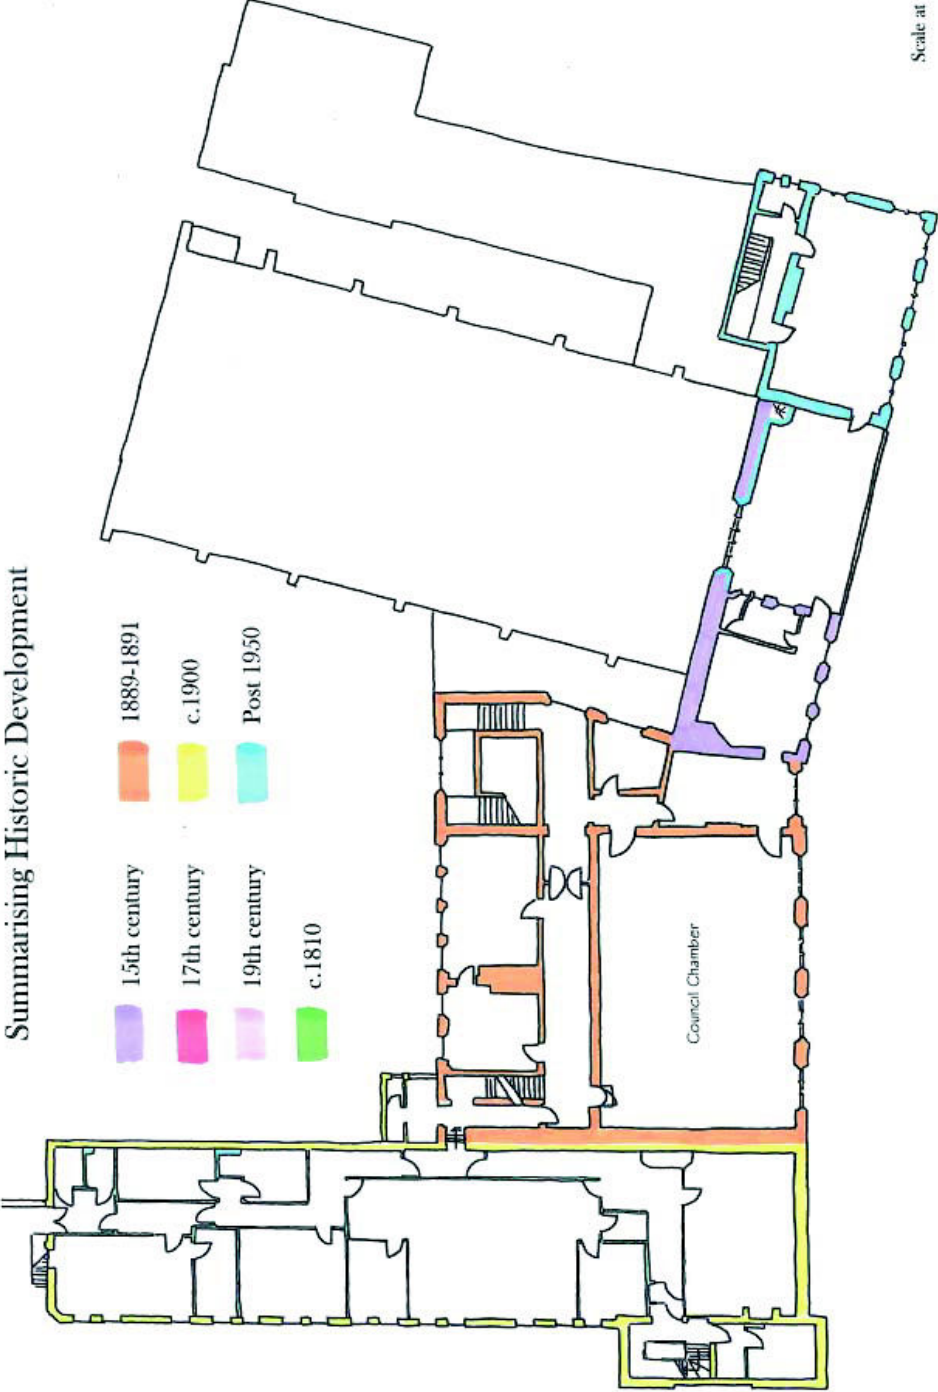 Summarising Historic Development
15th century
17th century
19th century
c.1810
1889-1891
c.1900
Post 1950
Council Chamber
Scale at